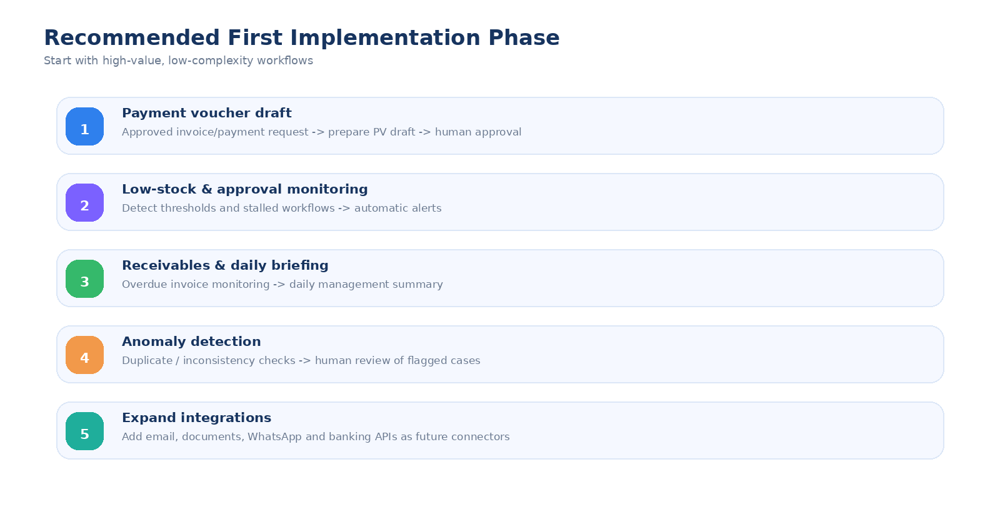 Recommended First Implementation Phase
Start with high-value, low-complexity workflows
1
Payment voucher draft
Approved invoice/payment request -> prepare PV draft -> human approval
2
Low-stock & approval monitoring
Detect thresholds and stalled workflows -> automatic alerts
3
Receivables & daily briefing
Overdue invoice monitoring -> daily management summary
4
Anomaly detection
Duplicate / inconsistency checks -> human review of flagged cases
5
Expand integrations
Add email, documents, WhatsApp and banking APIs as future connectors